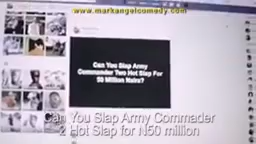 www.markangelcomedy.com
Can You Slap Army
Commander Two Hot Slap For
50 Million Naira?
Can You Slap Army Commader
2 Hot Slap for N50 million